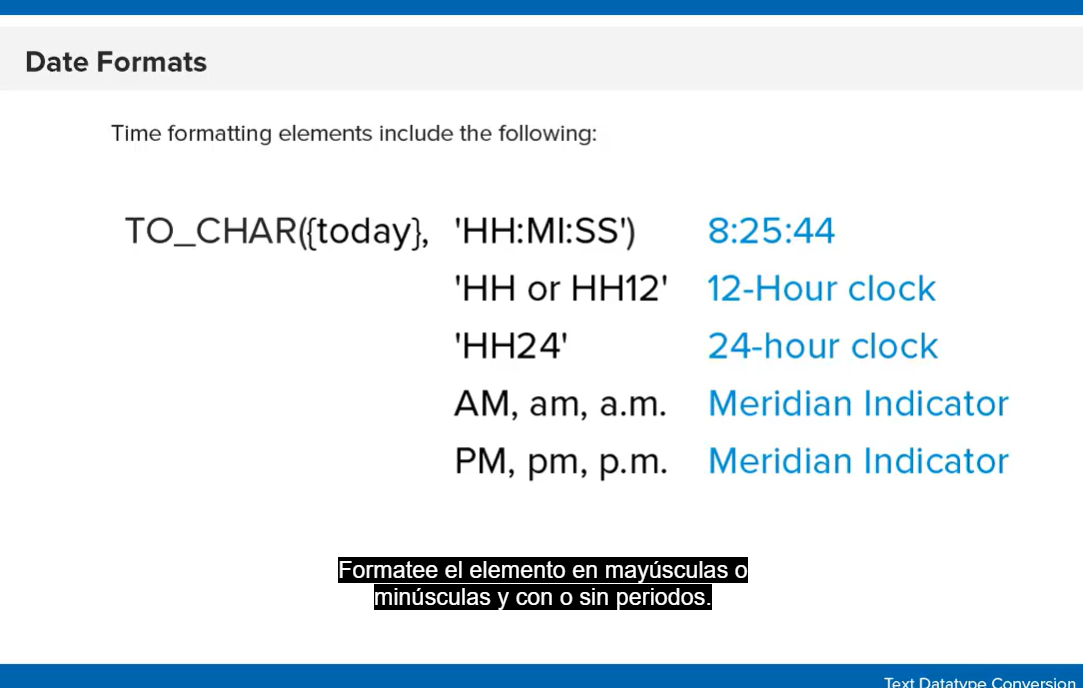 Date Formats
Time formatting elements include the following:
TO_CHAR({today}, 'HH:MI:SS') 8:25:44
'HH or HH12' 12-Hour clock
'HH24' 24-hour clock
AM, am, a.m. Meridian Indicator
PM, pm, p.m. Meridian Indicator
Formatee el elemento en mayúsculas o
minúsculas y con o sin periodos.
Text Datatype Conversion